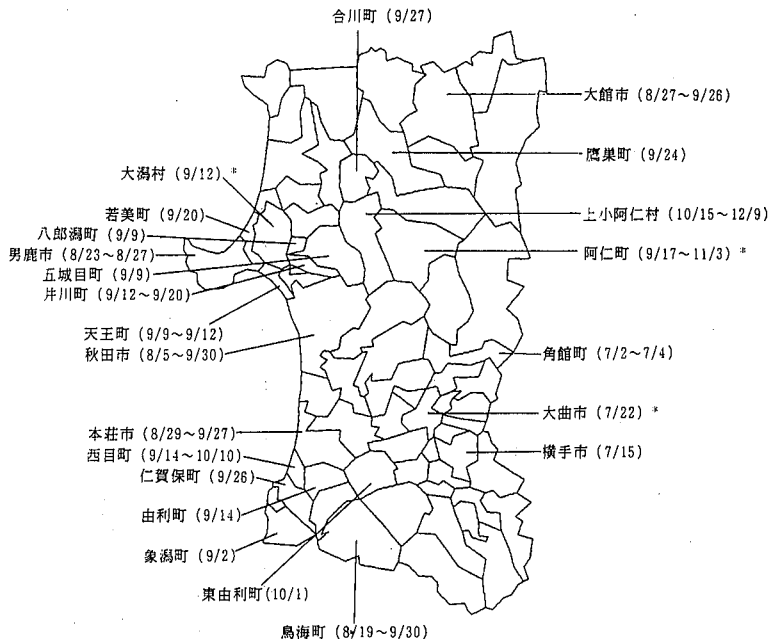 合川町 (9/27)
大館市 (8/27～9/26)
鷹巣町 (9/24)
大潟村 (9/12) *
若美町 (9/20)
上小阿仁村 (10/15～12/9)
八郎潟町 (9/9)
男鹿市 (8/23～8/27)
阿仁町 (9/17～11/3) *
五城目町 (9/9)
井川町 (9/12～9/20)
天王町 (9/9～9/12)
秋田市 (8/5～9/30)
角館町 (7/2～7/4)
大曲市 (7/22) *
本荘市 (8/29～9/27)
西目町 (9/14～10/10)
横手市 (7/15)
仁賀保町 (9/26)
由利町 (9/14)
象潟町 (9/2)
東由利町(10/1)
鳥海町 (8/19～9/30)